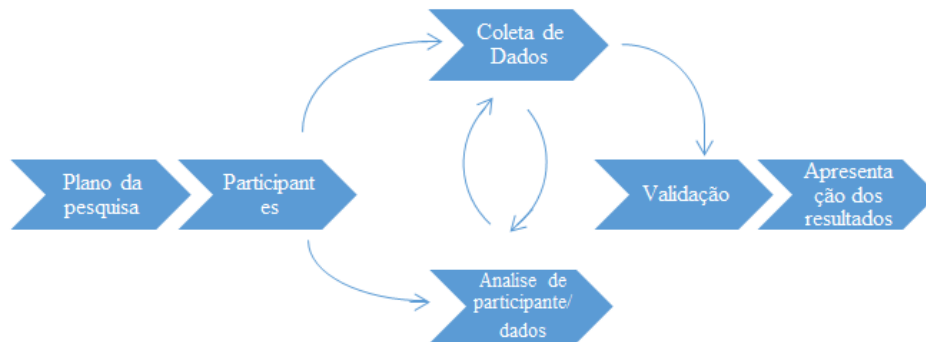 Coleta de
Dados
Plano da
pesquisa
Participant
es
Validação
Apresenta
ção dos
resultados
Analise de
participante/
dados